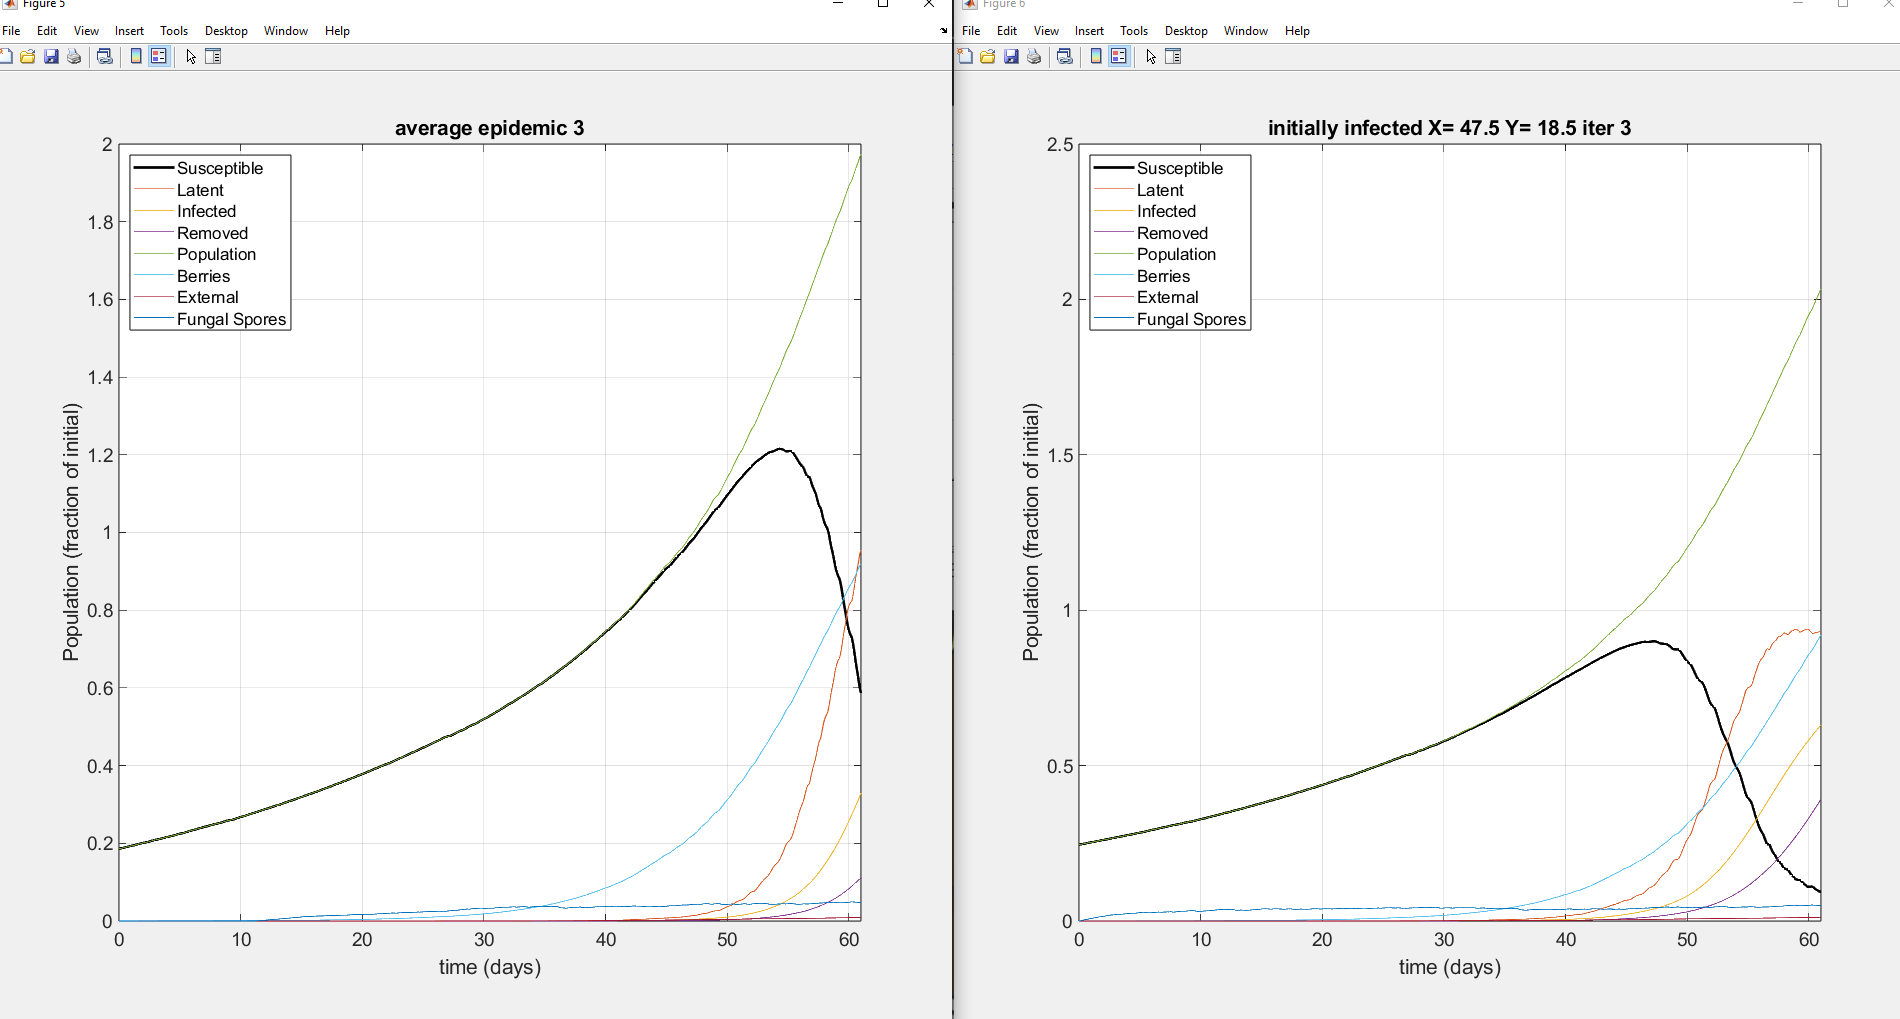 Figure 5
File Edit View Insert Tools Desktop Window Help
average epidemic 3
2
1.8
1.6
1.4
1.2
1
0.8
0.6
0.4
0.2
0
Population (fraction of initial)
Susceptible
Latent
Infected
Removed
Population
Berries
External
Fungal Spores
0 10 20 30 40 50 60
time (days)
Figure 6
File Edit View Insert Tools Desktop Window Help
initially infected X= 47.5 Y= 18.5 iter 3
2.5
2
1.5
1
0.5
0
Population (fraction of initial)
Susceptible
Latent
Infected
Removed
Population
Berries
External
Fungal Spores
0 10 20 30 40 50 60
time (days)